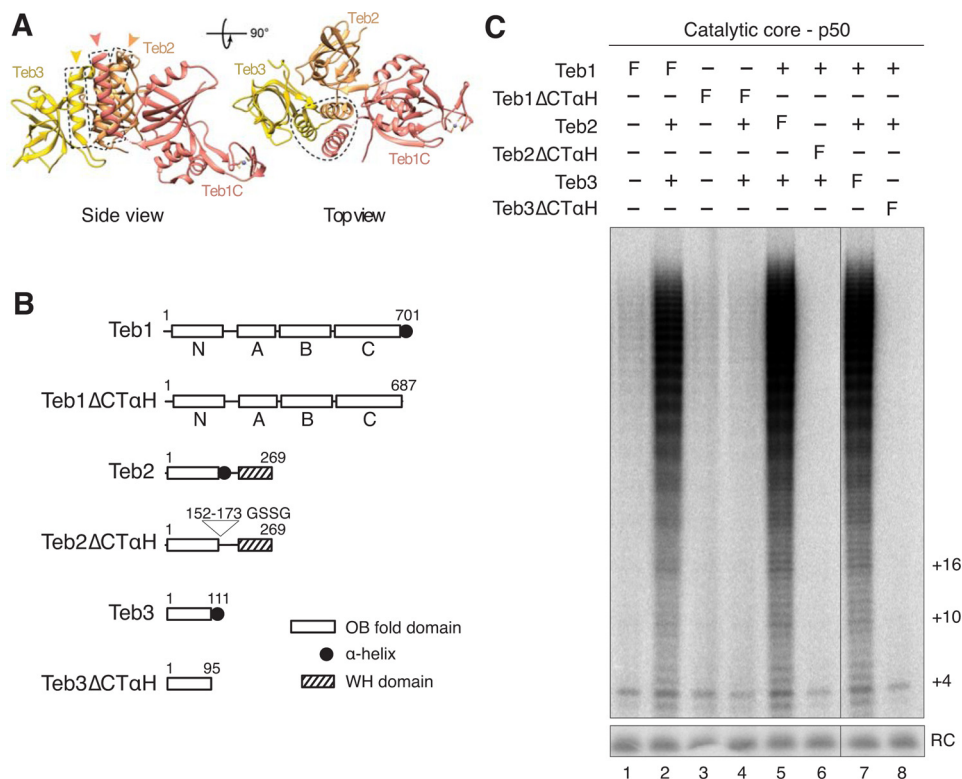 A
Teb2
Teb3
90°
Teb2
Teb3
Teb1C
Teb1C
Side view
Top view
B
1 701
Teb1
N A B C
1 687
Teb1ΔCTαH
N A B C
1 269
Teb2
152-173 GSSG
1 269
Teb2ΔCTαH
1 111
Teb3
1 95
Teb3ΔCTαH
OB fold domain
α-helix
WH domain
C
Catalytic core - p50
Teb1 F F – – + + + +
Teb1ΔCTαH – – F F – – – –
Teb2 – + – + F – + +
Teb2ΔCTαH – – – – – F – –
Teb3 – + – + + + F –
Teb3ΔCTαH – – – – – – – F
+16
+10
+4
RC
1 2 3 4 5 6 7 8